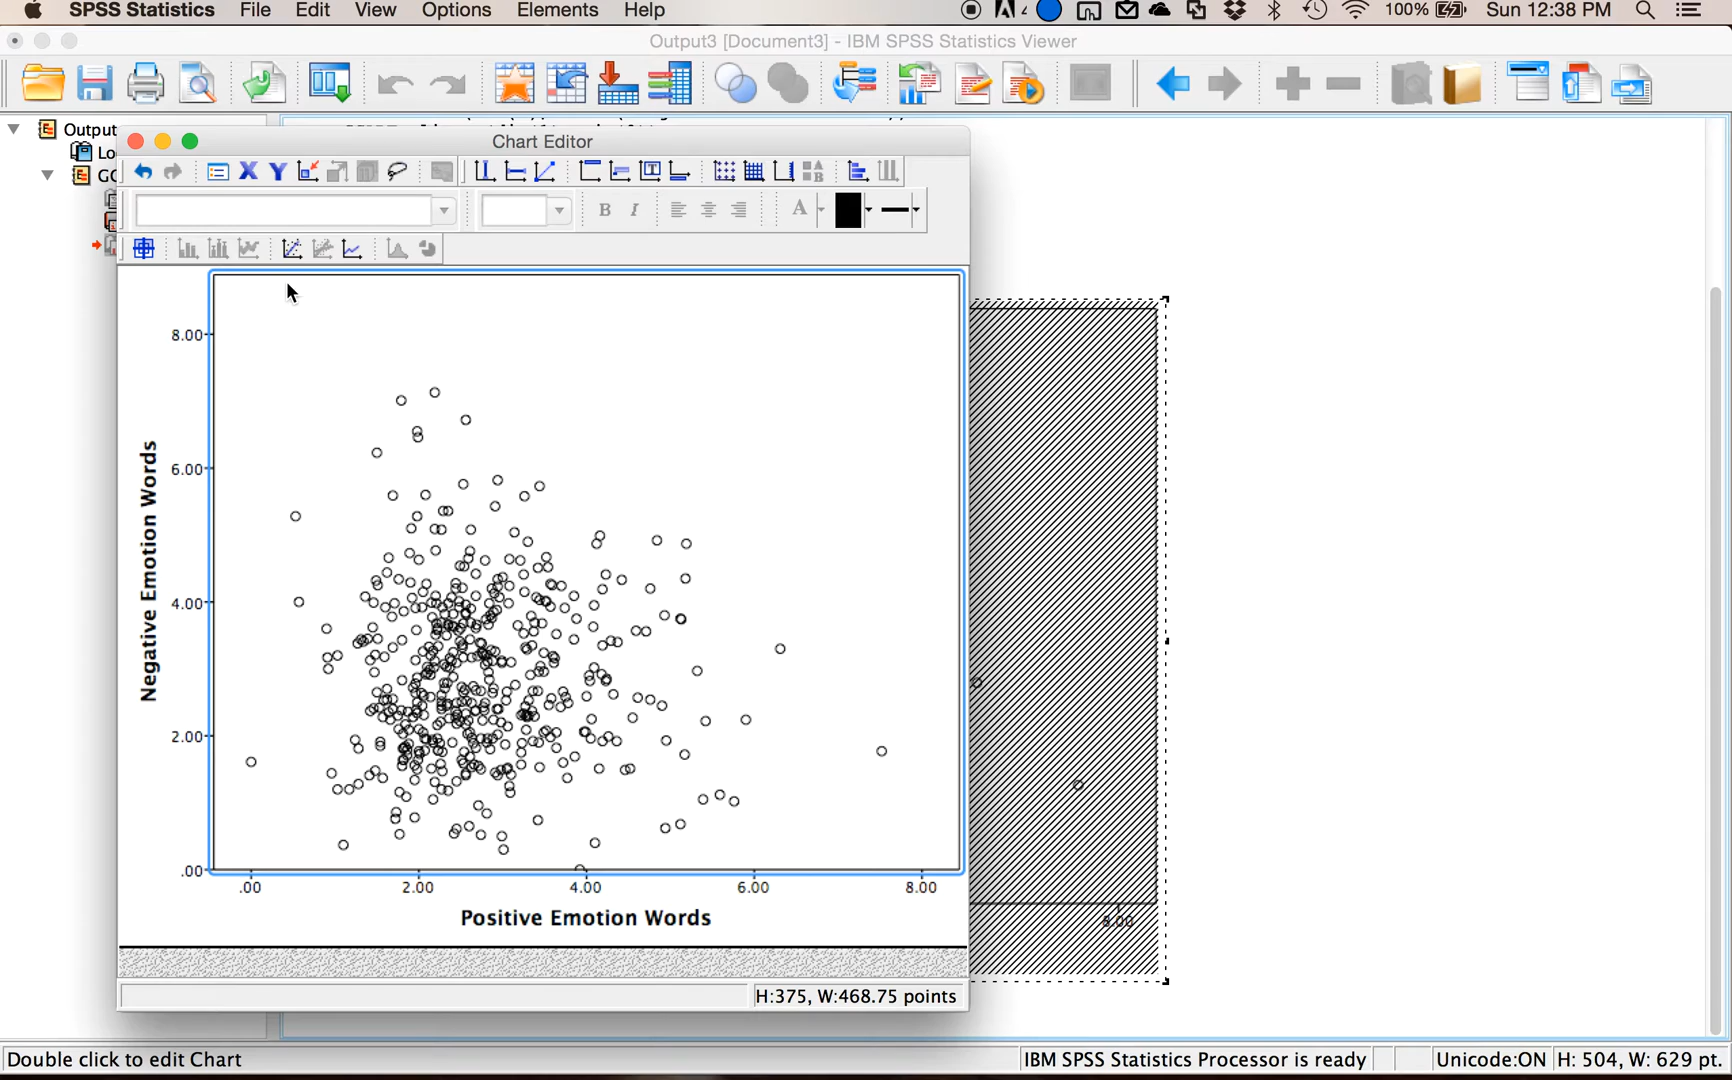 SPSS Statistics File Edit View Options Elements Help 100% Sun 12:38 PM
Output3 [Document3] - IBM SPSS Statistics Viewer
Output
Lo
Chart Editor
B I A
8.00
6.00
4.00
2.00
.00
Negative Emotion Words
.00 2.00 4.00 6.00 8.00
Positive Emotion Words
8.00
H:375, W:468.75 points
Double click to edit Chart IBM SPSS Statistics Processor is ready Unicode:ON H: 504, W: 629 pt.